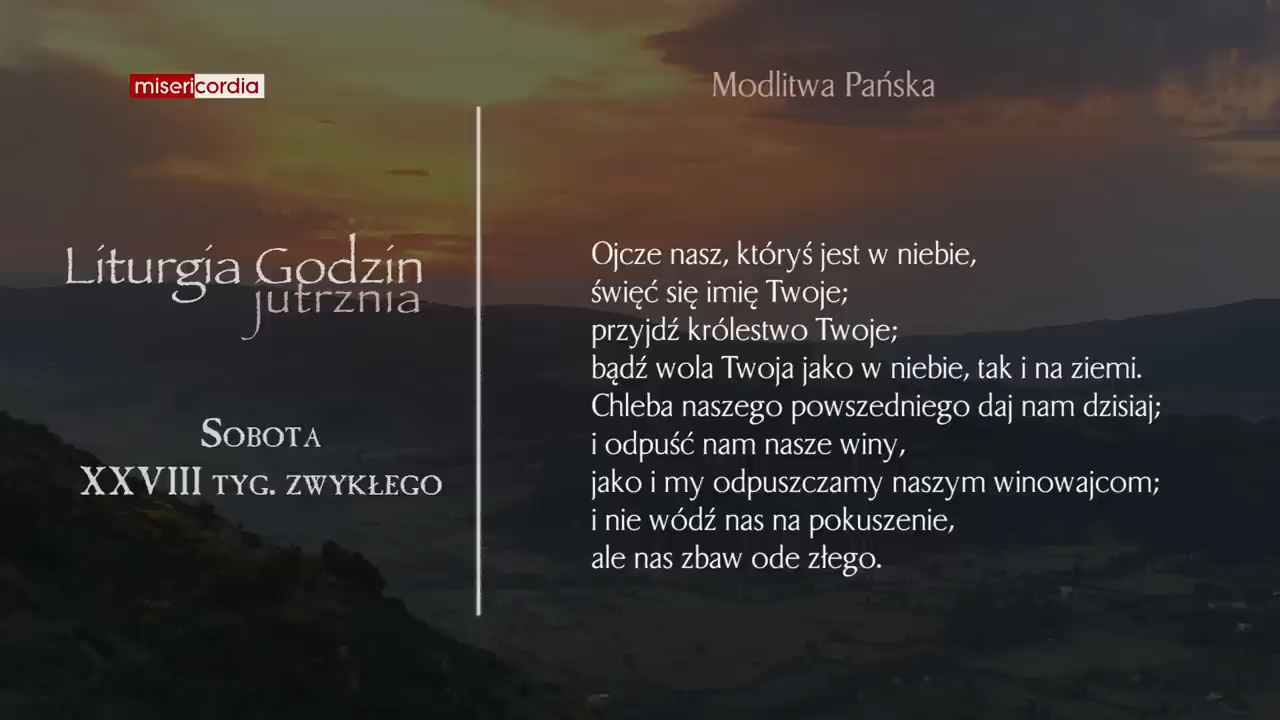 misericordia
Modlitwa Pańska
Liturgia Godzin
jutrznia
Sobota
XXVIII tyg. zwykłego
Ojcze nasz, któryś jest w niebie,
święć się imię Twoje;
przyjdź królestwo Twoje;
bądź wola Twoja jako w niebie, tak i na ziemi.
Chleba naszego powszedniego daj nam dzisiaj;
i odpuść nam nasze winy,
jako i my odpuszczamy naszym winowajcom;
i nie wódź nas na pokuszenie,
ale nas zbaw ode złego.